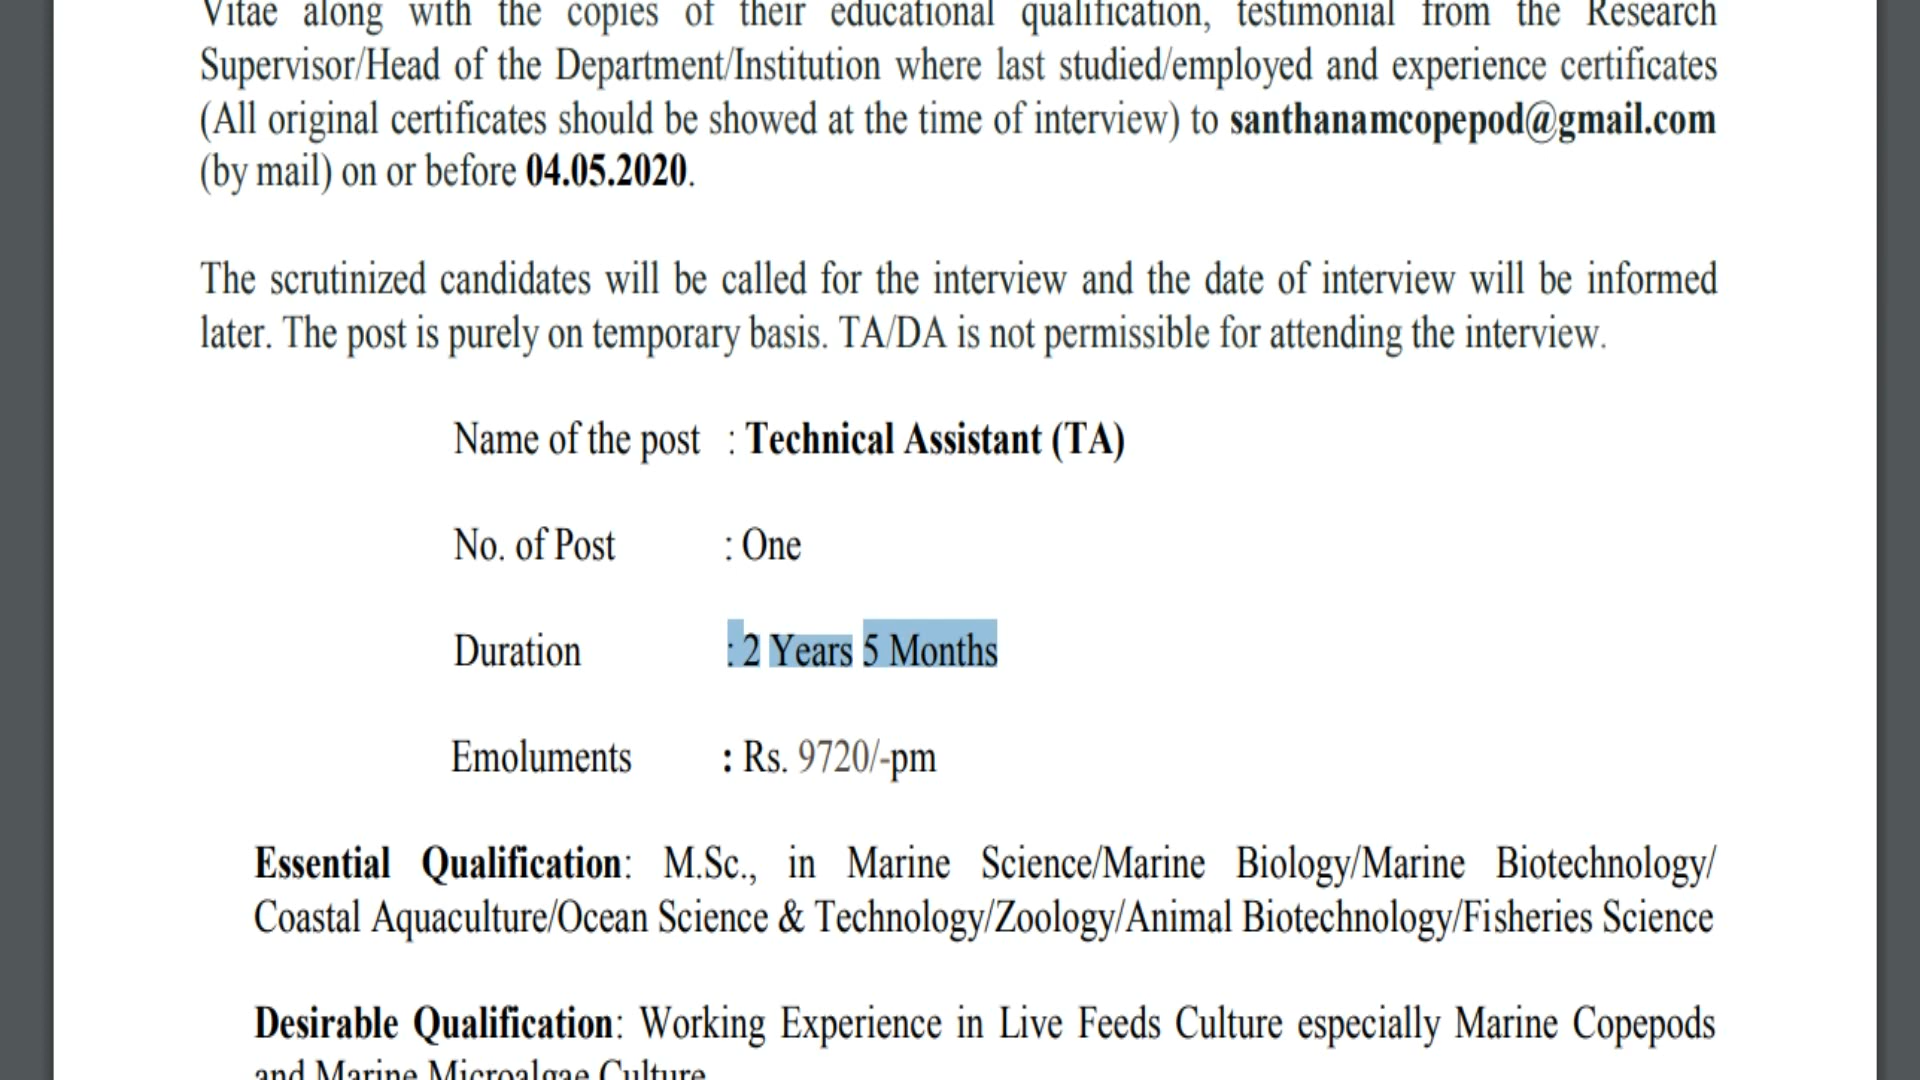 Vitae along with the copies of their educational qualification, testimonial from the Research
Supervisor/Head of the Department/Institution where last studied/employed and experience certificates
(All original certificates should be showed at the time of interview) to santhanamcopepod@gmail.com
(by mail) on or before 04.05.2020.
The scrutinized candidates will be called for the interview and the date of interview will be informed
later. The post is purely on temporary basis. TA/DA is not permissible for attending the interview.
Name of the post : Technical Assistant (TA)
No. of Post : One
Duration : 2 Years 5 Months
Emoluments : Rs. 9720/-pm
Essential Qualification: M.Sc., in Marine Science/Marine Biology/Marine Biotechnology/
Coastal Aquaculture/Ocean Science & Technology/Zoology/Animal Biotechnology/Fisheries Science
Desirable Qualification: Working Experience in Live Feeds Culture especially Marine Copepods
and Marine Microalgae Culture